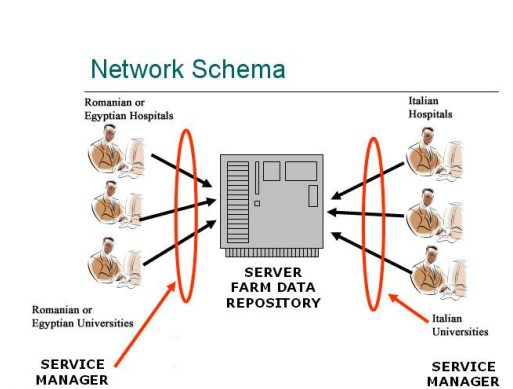 Network Schema
Romanian or
Egyptian Hospitals
Italian
Hospitals
SERVER
FARM DATA
REPOSITORY
Romanian or
Egyptian Universities
Italian
Universities
SERVICE
MANAGER
SERVICE
MANAGER